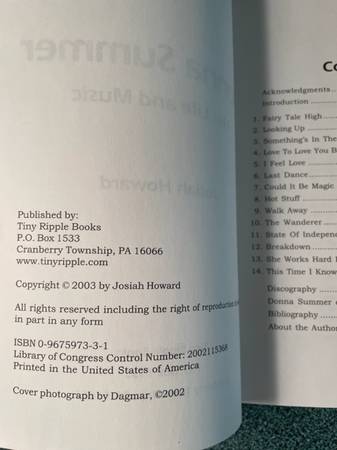 Published by:
Tiny Ripple Books
P.O. Box 1533
Cranberry Township, PA 16066
www.tinyripple.com
Copyright © 2003 by Josiah Howard
All rights reserved including the right of reproduction
in part in any form
ISBN 0-9675973-3-1
Library of Congress Control Number: 2002115368
Printed in the United States of America
Cover photograph by Dagmar, ©2002
Acknowledgments
Introduction
1. Fairy Tale High
2. Looking Up
3. Something's In The
4. Love To Love You B
5. I Feel Love
6. Last Dance
7. Could It Be Magic
8. Hot Stuff
9. Walk Away
10. The Wanderer
11. State Of Independ
12. Breakdown
13. She Works Hard
14. This Time I Know
Discography
Donna Summer
Bibliography
About the Autho